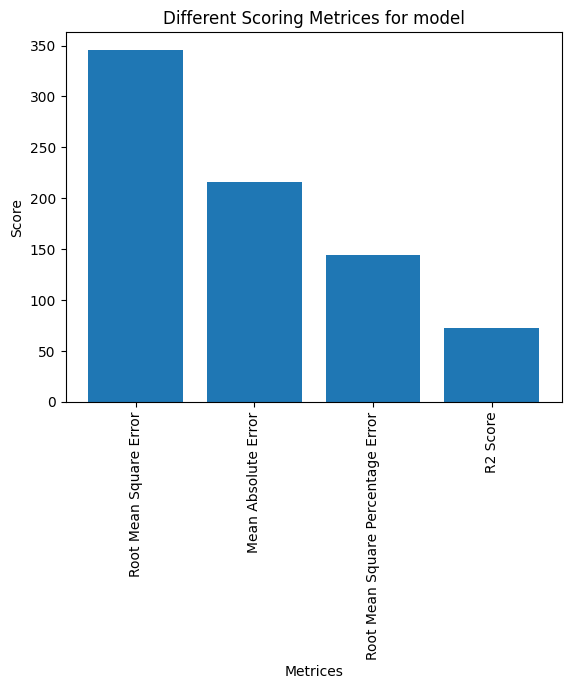 Different Scoring Metrices for model
350
300
250
200
150
100
50
0
Score
Root Mean Square Error
Mean Absolute Error
Root Mean Square Percentage Error
R2 Score
Metrices